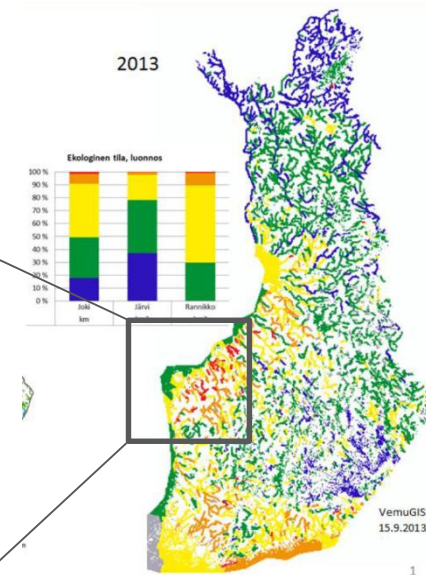 2013
Ekologinen tila, luonnos
100 %
90 %
80 %
70 %
60 %
50 %
40 %
30 %
20 %
10 %
0 %
Joki
Järvi
Rannikko
km
VemuGIS
15.9.2013
1